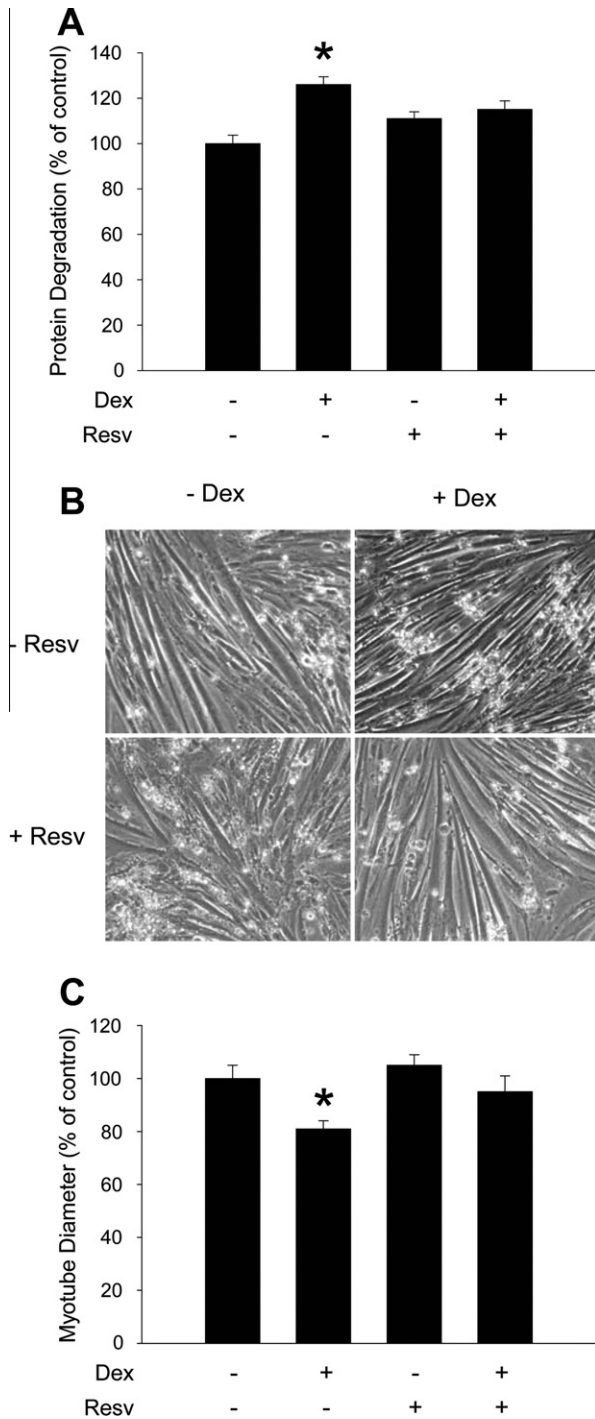 A
*
Protein Degradation (% of control)
140
120
100
80
60
40
20
0
Dex - + - +
Resv - - + +
B
- Dex + Dex
- Resv
+ Resv
C
*
Myotube Diameter (% of control)
120
100
80
60
40
20
0
Dex - + - +
Resv - - + +